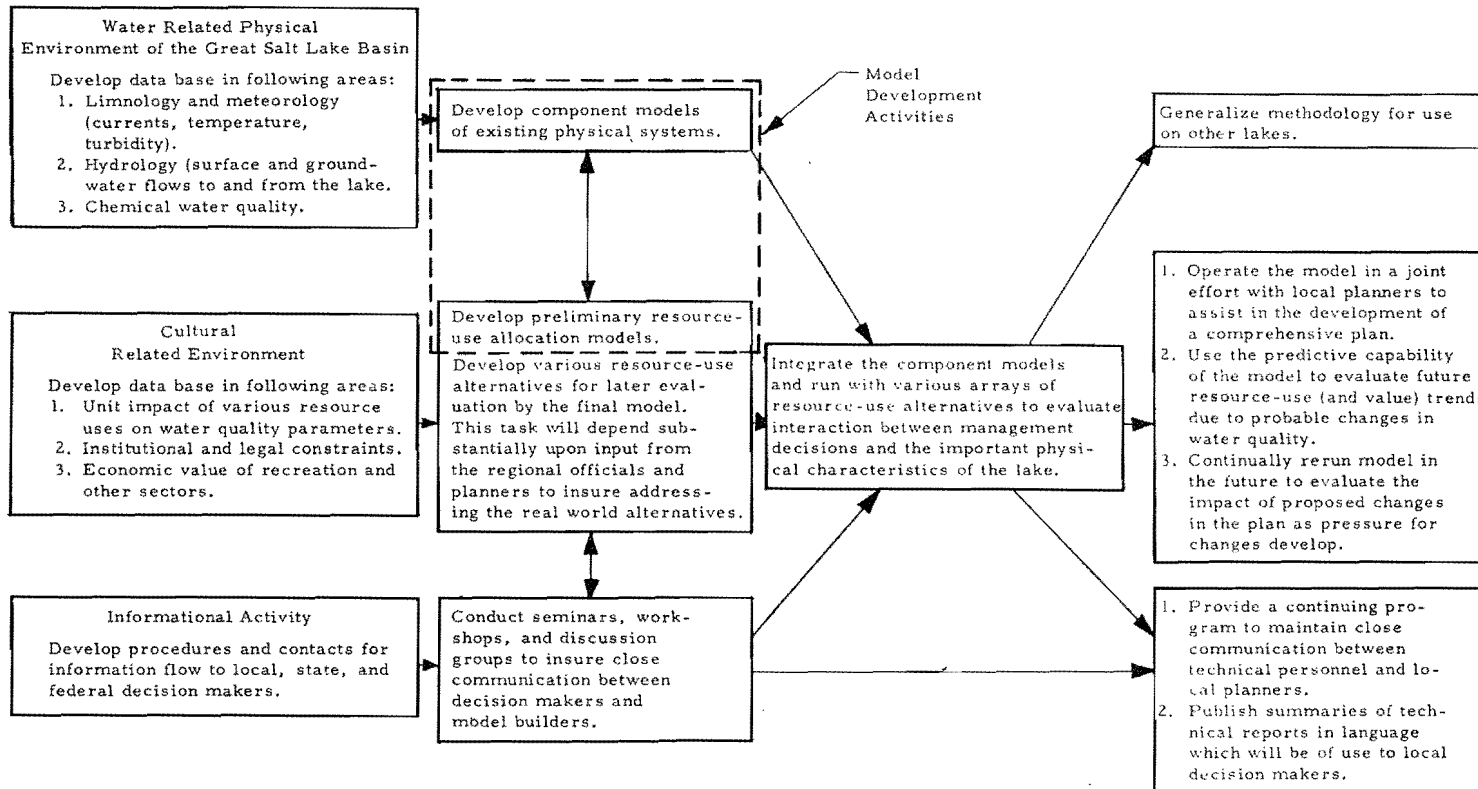 Water Related Physical
Environment of the Great Salt Lake Basin
Develop data base in following areas:
1. Limnology and meteorology
(currents, temperature,
turbidity).
2. Hydrology (surface and ground-
water flows to and from the lake.
3. Chemical water quality.
Develop component models
of existing physical systems.
Model
Development
Activities
Generalize methodology for use
on other lakes.
Cultural
Related Environment
Develop data base in following areas:
1. Unit impact of various resource
uses on water quality parameters.
2. Institutional and legal constraints.
3. Economic value of recreation and
other sectors.
Develop preliminary resource-
use allocation models.
Develop various resource-use
alternatives for later eval-
uation by the final model.
This task will depend sub-
stantially upon input from
the regional officials and
planners to insure address-
ing the real world alternatives.
Integrate the component models
and run with various arrays of
resource-use alternatives to evaluate
interaction between management
decisions and the important physi-
cal characteristics of the lake.
1. Operate the model in a joint
effort with local planners to
assist in the development of
a comprehensive plan.
2. Use the predictive capability
of the model to evaluate future
resource-use (and value) trend
due to probable changes in
water quality.
3. Continually rerun model in
the future to evaluate the
impact of proposed changes
in the plan as pressure for
changes develop.
Informational Activity
Develop procedures and contacts for
information flow to local, state, and
federal decision makers.
Conduct seminars, work-
shops, and discussion
groups to insure close
communication between
decision makers and
model builders.
1. Provide a continuing pro-
gram to maintain close
communication between
technical personnel and lo-
cal planners.
2. Publish summaries of tech-
nical reports in language
which will be of use to local
decision makers.